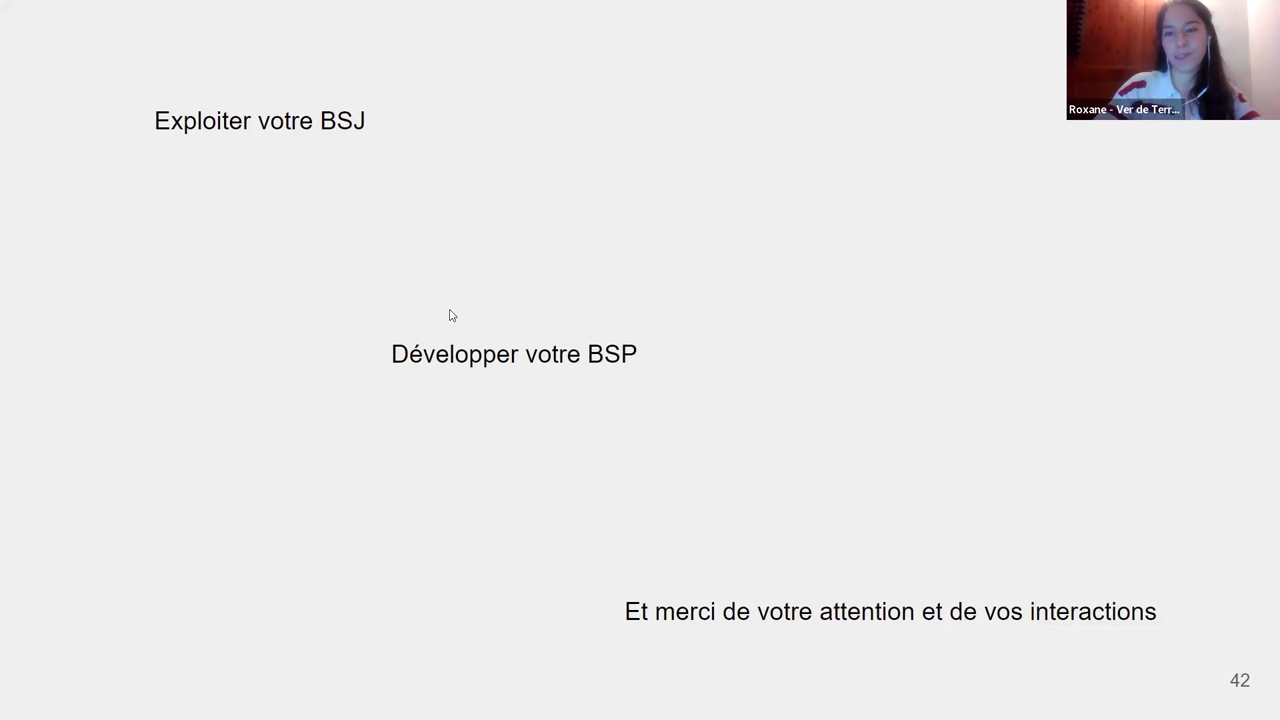 Roxane - Ver de Terr...
Exploiter votre BSJ
Développer votre BSP
Et merci de votre attention et de vos interactions
42